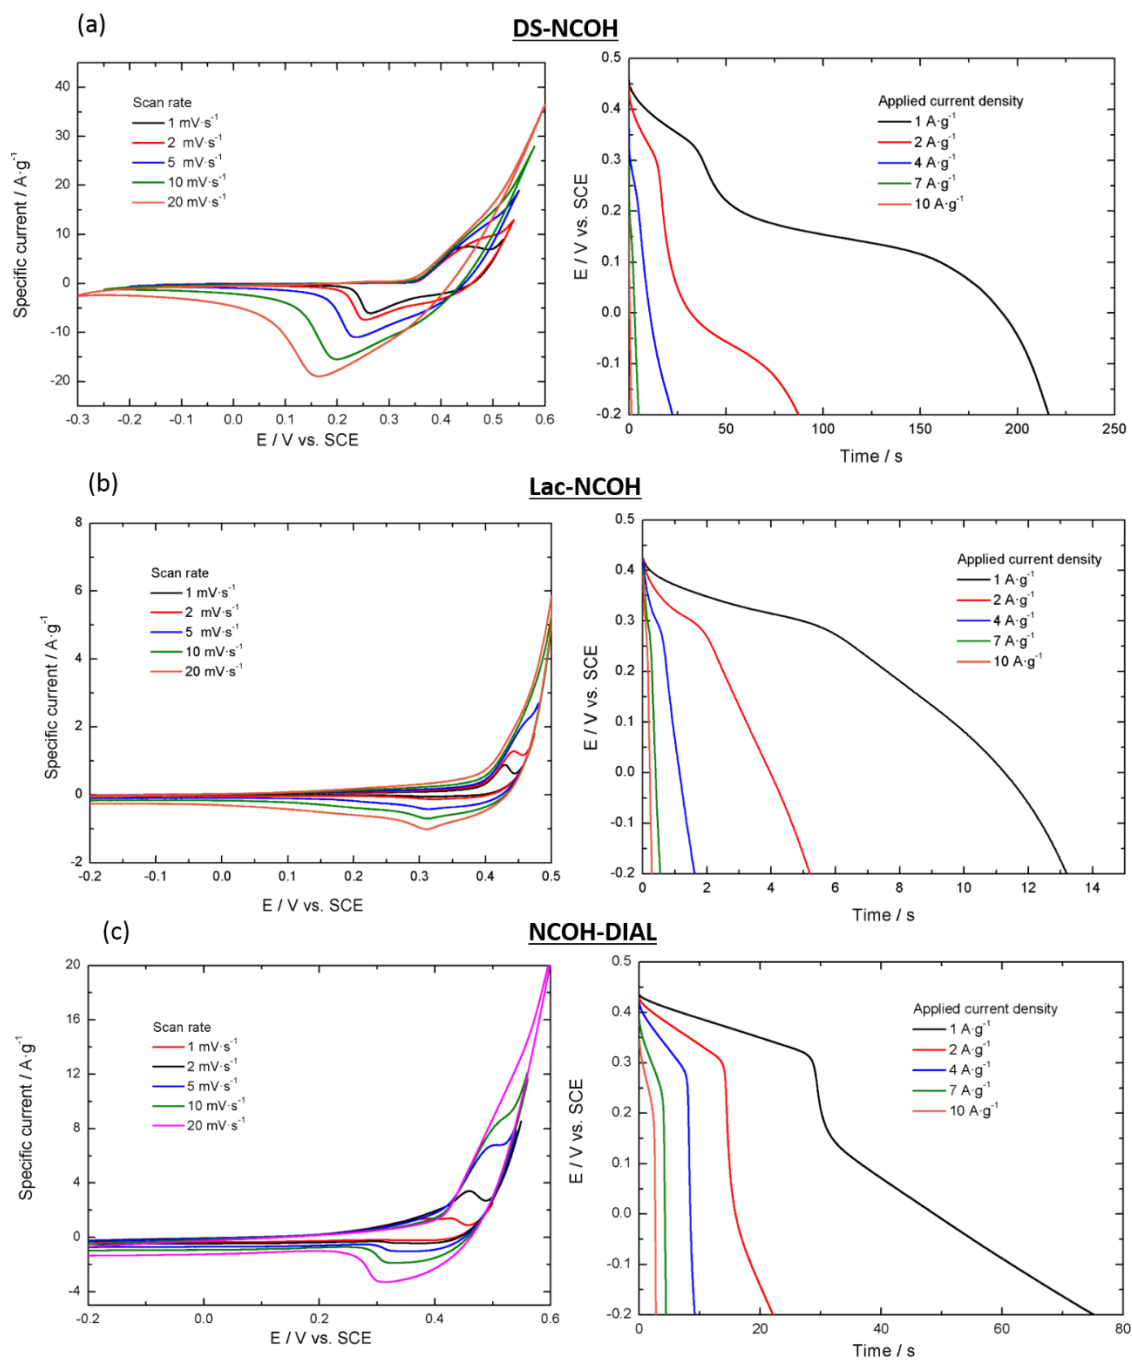 (a)
DS-NCOH
Specific current / A·g⁻¹
40
30
20
10
0
-10
-20
Scan rate
1 mV·s⁻¹
2 mV·s⁻¹
5 mV·s⁻¹
10 mV·s⁻¹
20 mV·s⁻¹
-0.3 -0.2 -0.1 0.0 0.1 0.2 0.3 0.4 0.5 0.6
E / V vs. SCE
E / V vs. SCE
0.5
0.4
0.3
0.2
0.1
0.0
-0.1
-0.2
Applied current density
1 A·g⁻¹
2 A·g⁻¹
4 A·g⁻¹
7 A·g⁻¹
10 A·g⁻¹
0 25 50 75 100 125 150 175 200 225 250
Time / s
(b)
Lac-NCOH
Specific current / A·g⁻¹
8
6
4
2
0
-2
Scan rate
1 mV·s⁻¹
2 mV·s⁻¹
5 mV·s⁻¹
10 mV·s⁻¹
20 mV·s⁻¹
-0.2 -0.1 0.0 0.1 0.2 0.3 0.4 0.5
E / V vs. SCE
E / V vs. SCE
0.5
0.4
0.3
0.2
0.1
0.0
-0.1
-0.2
Applied current density
1 A·g⁻¹
2 A·g⁻¹
4 A·g⁻¹
7 A·g⁻¹
10 A·g⁻¹
0 2 4 6 8 10 12 14
Time / s
(c)
NCOH-DIAL
Specific current / A·g⁻¹
20
16
12
8
4
0
-4
Scan rate
1 mV·s⁻¹
2 mV·s⁻¹
5 mV·s⁻¹
10 mV·s⁻¹
20 mV·s⁻¹
-0.2 0.0 0.2 0.4 0.6
E / V vs. SCE
E / V vs. SCE
0.5
0.4
0.3
0.2
0.1
0.0
-0.1
-0.2
Applied current density
1 A·g⁻¹
2 A·g⁻¹
4 A·g⁻¹
7 A·g⁻¹
10 A·g⁻¹
0 20 40 60 80
Time / s